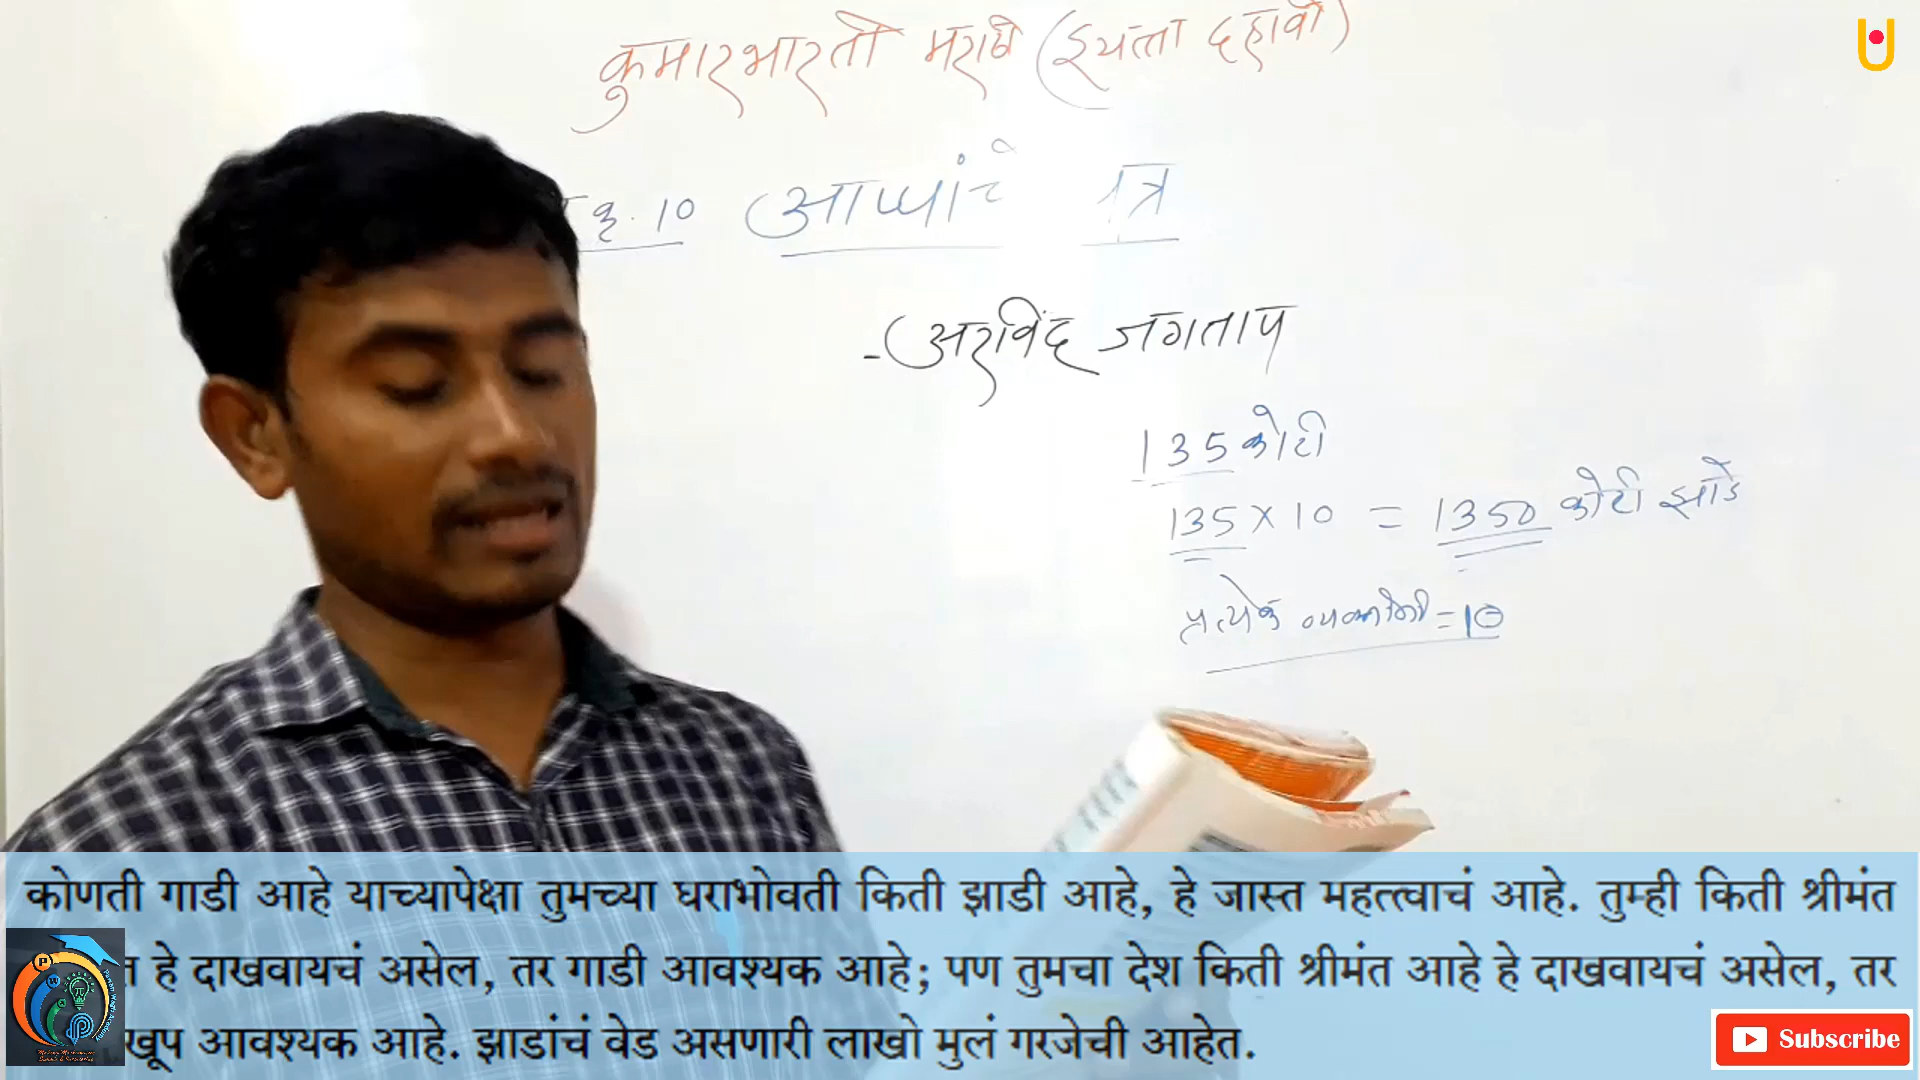 कुमारभारती मराठी (इयत्ता दहावी)
क्र. 10 आप्पांचे पत्र
- अरविंद जगताप
135 कोटी
135 x 10 = 1350 कोटी झाडे
प्रत्येक व्यक्तीनी = 10
कोणती गाडी आहे याच्यापेक्षा तुमच्या घराभोवती किती झाडी आहे, हे जास्त महत्त्वाचं आहे. तुम्ही किती श्रीमंत
हे दाखवायचं असेल, तर गाडी आवश्यक आहे; पण तुमचा देश किती श्रीमंत आहे हे दाखवायचं असेल, तर
खूप आवश्यक आहे. झाडांचं वेड असणारी लाखो मुलं गरजेची आहेत.
Subscribe